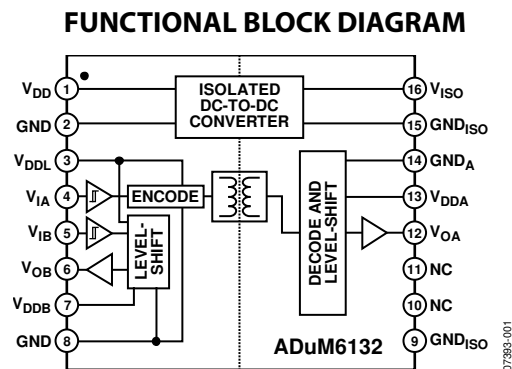 FUNCTIONAL BLOCK DIAGRAM
VDD 1
GND 2
VDDL 3
VIA 4
VIB 5
VOB 6
VDDB 7
GND 8
ISOLATED
DC-TO-DC
CONVERTER
ENCODE
LEVEL-
SHIFT
DECODE AND
LEVEL-SHIFT
16 VISO
15 GNDISO
14 GNDA
13 VDDA
12 VOA
11 NC
10 NC
9 GNDISO
ADuM6132
07393-001